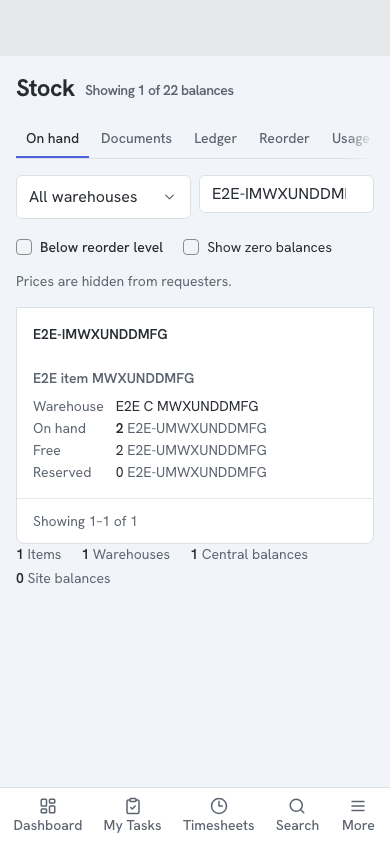 Stock Showing 1 of 22 balances
On hand Documents Ledger Reorder Usage
All warehouses E2E-IMWXUNDDM
Below reorder level Show zero balances
Prices are hidden from requesters.
E2E-IMWXUNDDMFG
E2E item MWXUNDDMFG
Warehouse E2E C MWXUNDDMFG
On hand 2 E2E-UMWXUNDDMFG
Free 2 E2E-UMWXUNDDMFG
Reserved 0 E2E-UMWXUNDDMFG
Showing 1–1 of 1
1 Items 1 Warehouses 1 Central balances
0 Site balances
Dashboard My Tasks Timesheets Search More